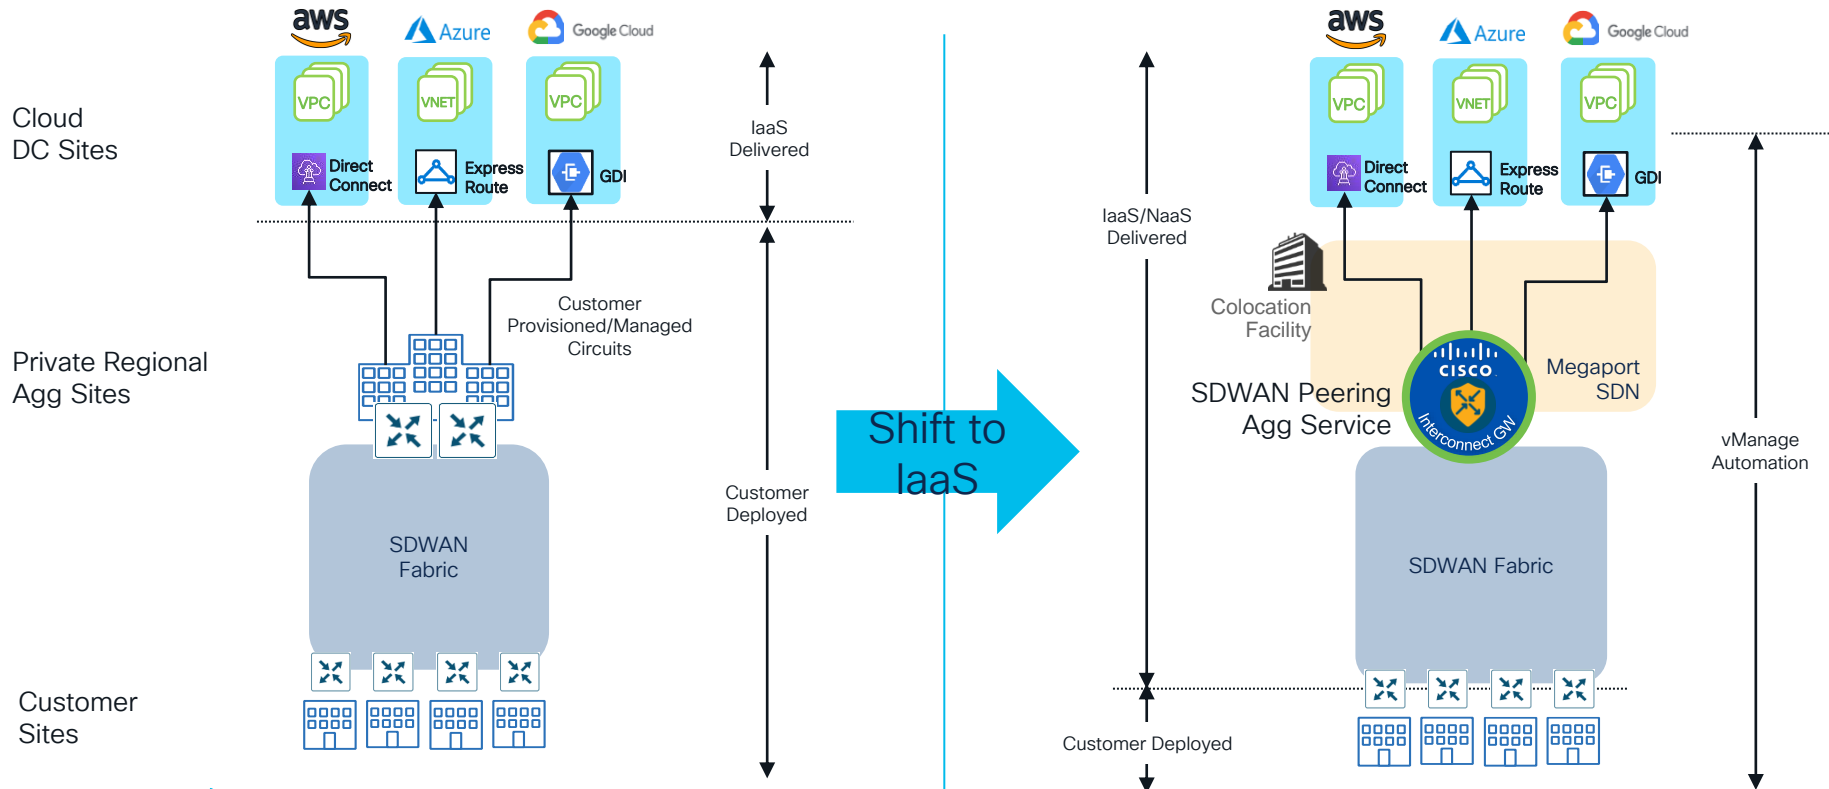 aws
Azure
Google Cloud
VPC
VNET
VPC
Direct
Connect
Express
Route
GDI
Cloud
DC Sites
IaaS
Delivered
Customer
Provisioned/Managed
Circuits
Private Regional
Agg Sites
Customer
Deployed
SDWAN
Fabric
Customer
Sites
Shift to
IaaS
aws
Azure
Google Cloud
VPC
VNET
VPC
Direct
Connect
Express
Route
GDI
IaaS/NaaS
Delivered
Colocation
Facility
Megaport
SDN
CISCO
Interconnect GW
SDWAN Peering
Agg Service
vManage
Automation
SDWAN Fabric
Customer Deployed